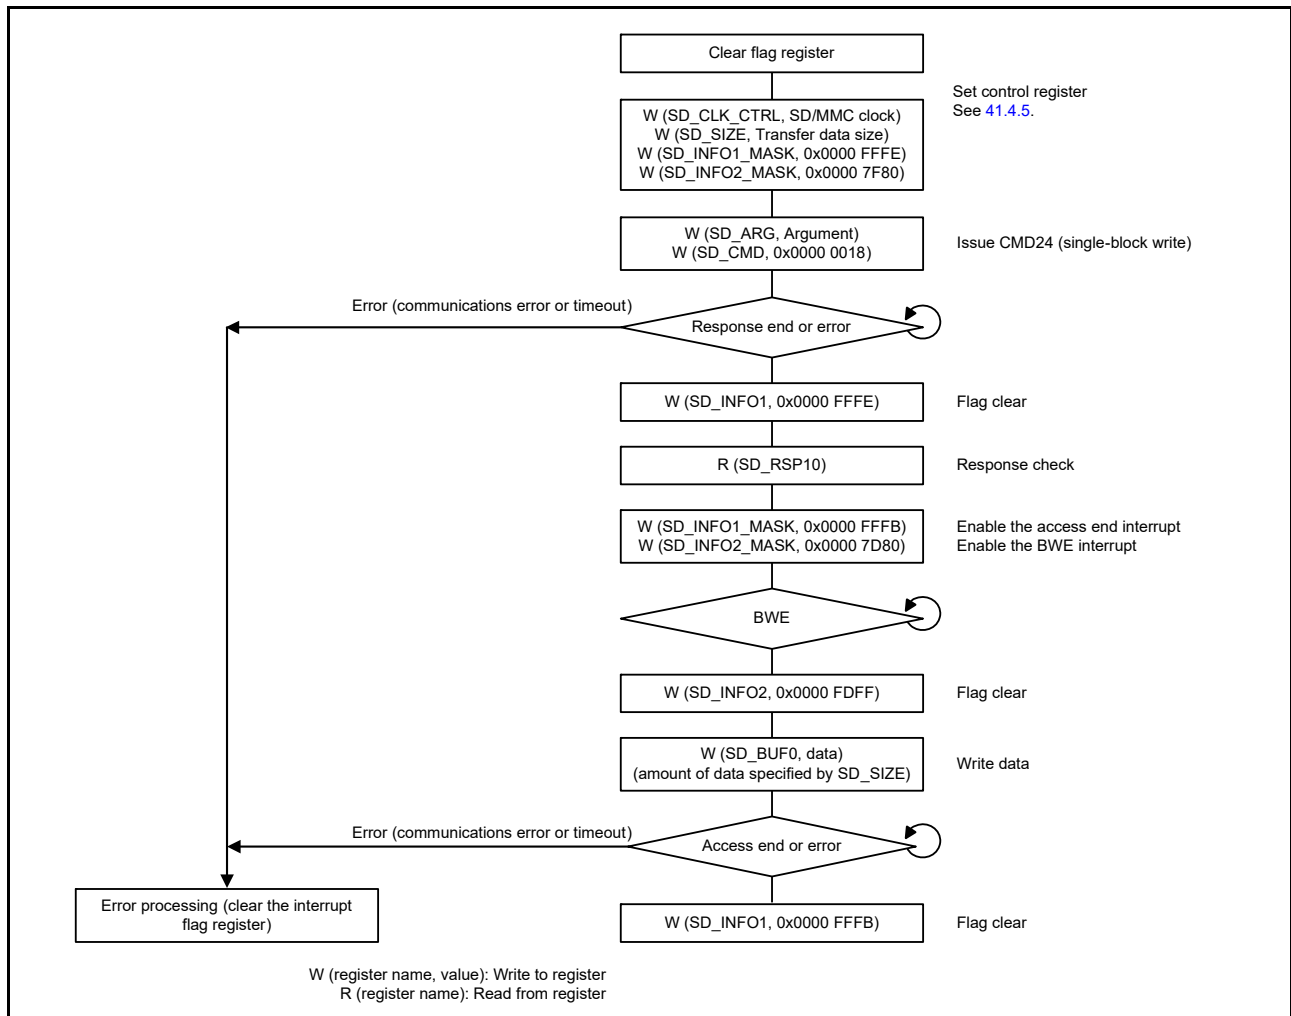 Clear flag register
Set control register
See 41.4.5.
W (SD_CLK_CTRL, SD/MMC clock)
W (SD_SIZE, Transfer data size)
W (SD_INFO1_MASK, 0x0000 FFFE)
W (SD_INFO2_MASK, 0x0000 7F80)
W (SD_ARG, Argument)
W (SD_CMD, 0x0000 0018)
Issue CMD24 (single-block write)
Error (communications error or timeout)
Response end or error
W (SD_INFO1, 0x0000 FFFE)
Flag clear
R (SD_RSP10)
Response check
W (SD_INFO1_MASK, 0x0000 FFFB)
W (SD_INFO2_MASK, 0x0000 7D80)
Enable the access end interrupt
Enable the BWE interrupt
BWE
W (SD_INFO2, 0x0000 FDFF)
Flag clear
W (SD_BUF0, data)
(amount of data specified by SD_SIZE)
Write data
Error (communications error or timeout)
Access end or error
Error processing (clear the interrupt
flag register)
W (SD_INFO1, 0x0000 FFFB)
Flag clear
W (register name, value): Write to register
R (register name): Read from register